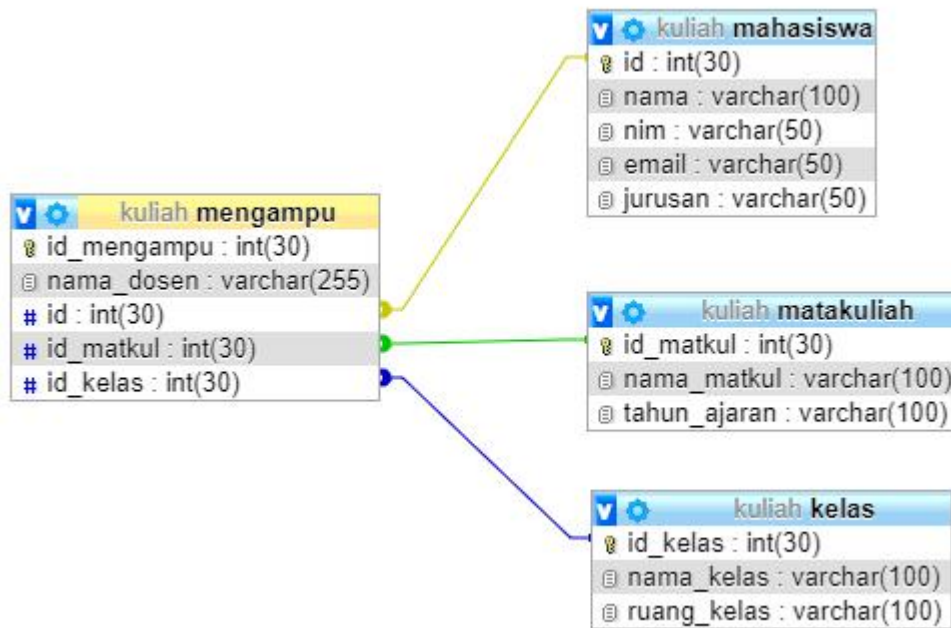 kuliah mahasiswa
id : int(30)
nama : varchar(100)
nim : varchar(50)
email : varchar(50)
jurusan : varchar(50)
kuliah mengampu
id_mengampu : int(30)
nama_dosen : varchar(255)
# id : int(30)
# id_matkul : int(30)
# id_kelas : int(30)
kuliah matakuliah
id_matkul : int(30)
nama_matkul : varchar(100)
tahun_ajaran : varchar(100)
kuliah kelas
id_kelas : int(30)
nama_kelas : varchar(100)
ruang_kelas : varchar(100)